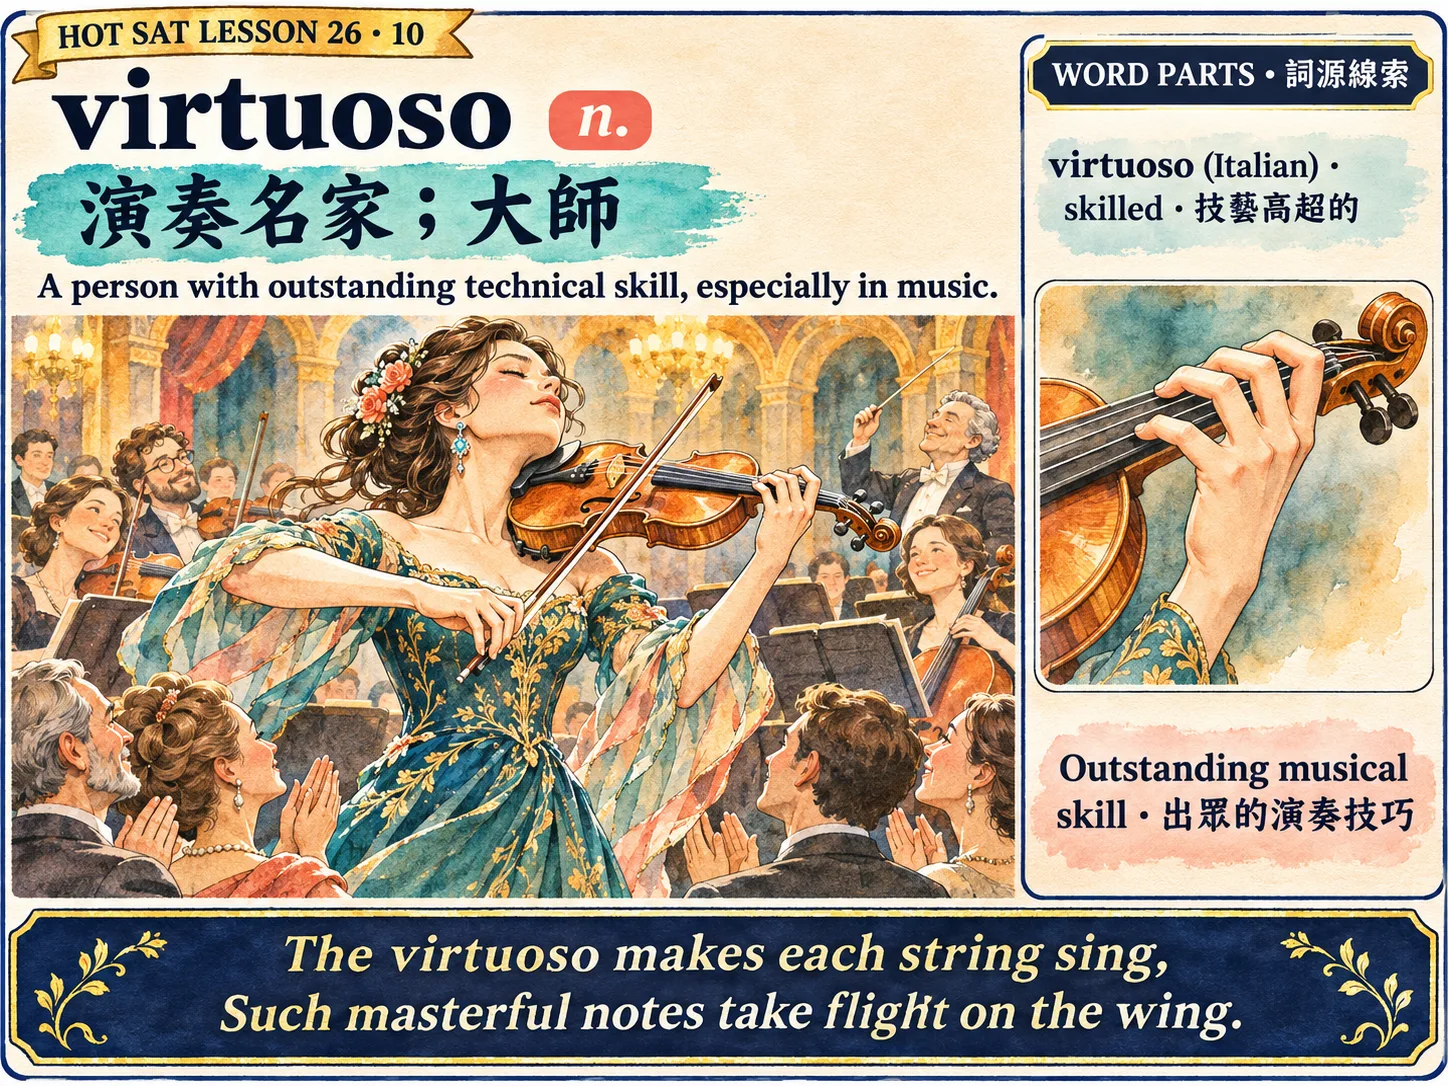 HOT SAT LESSON 26 · 10
virtuoso n.
演奏名家；大師
A person with outstanding technical skill, especially in music.
WORD PARTS • 詞源線索
virtuoso (Italian) ·
skilled · 技藝高超的
Outstanding musical
skill · 出眾的演奏技巧
The virtuoso makes each string sing,
Such masterful notes take flight on the wing.